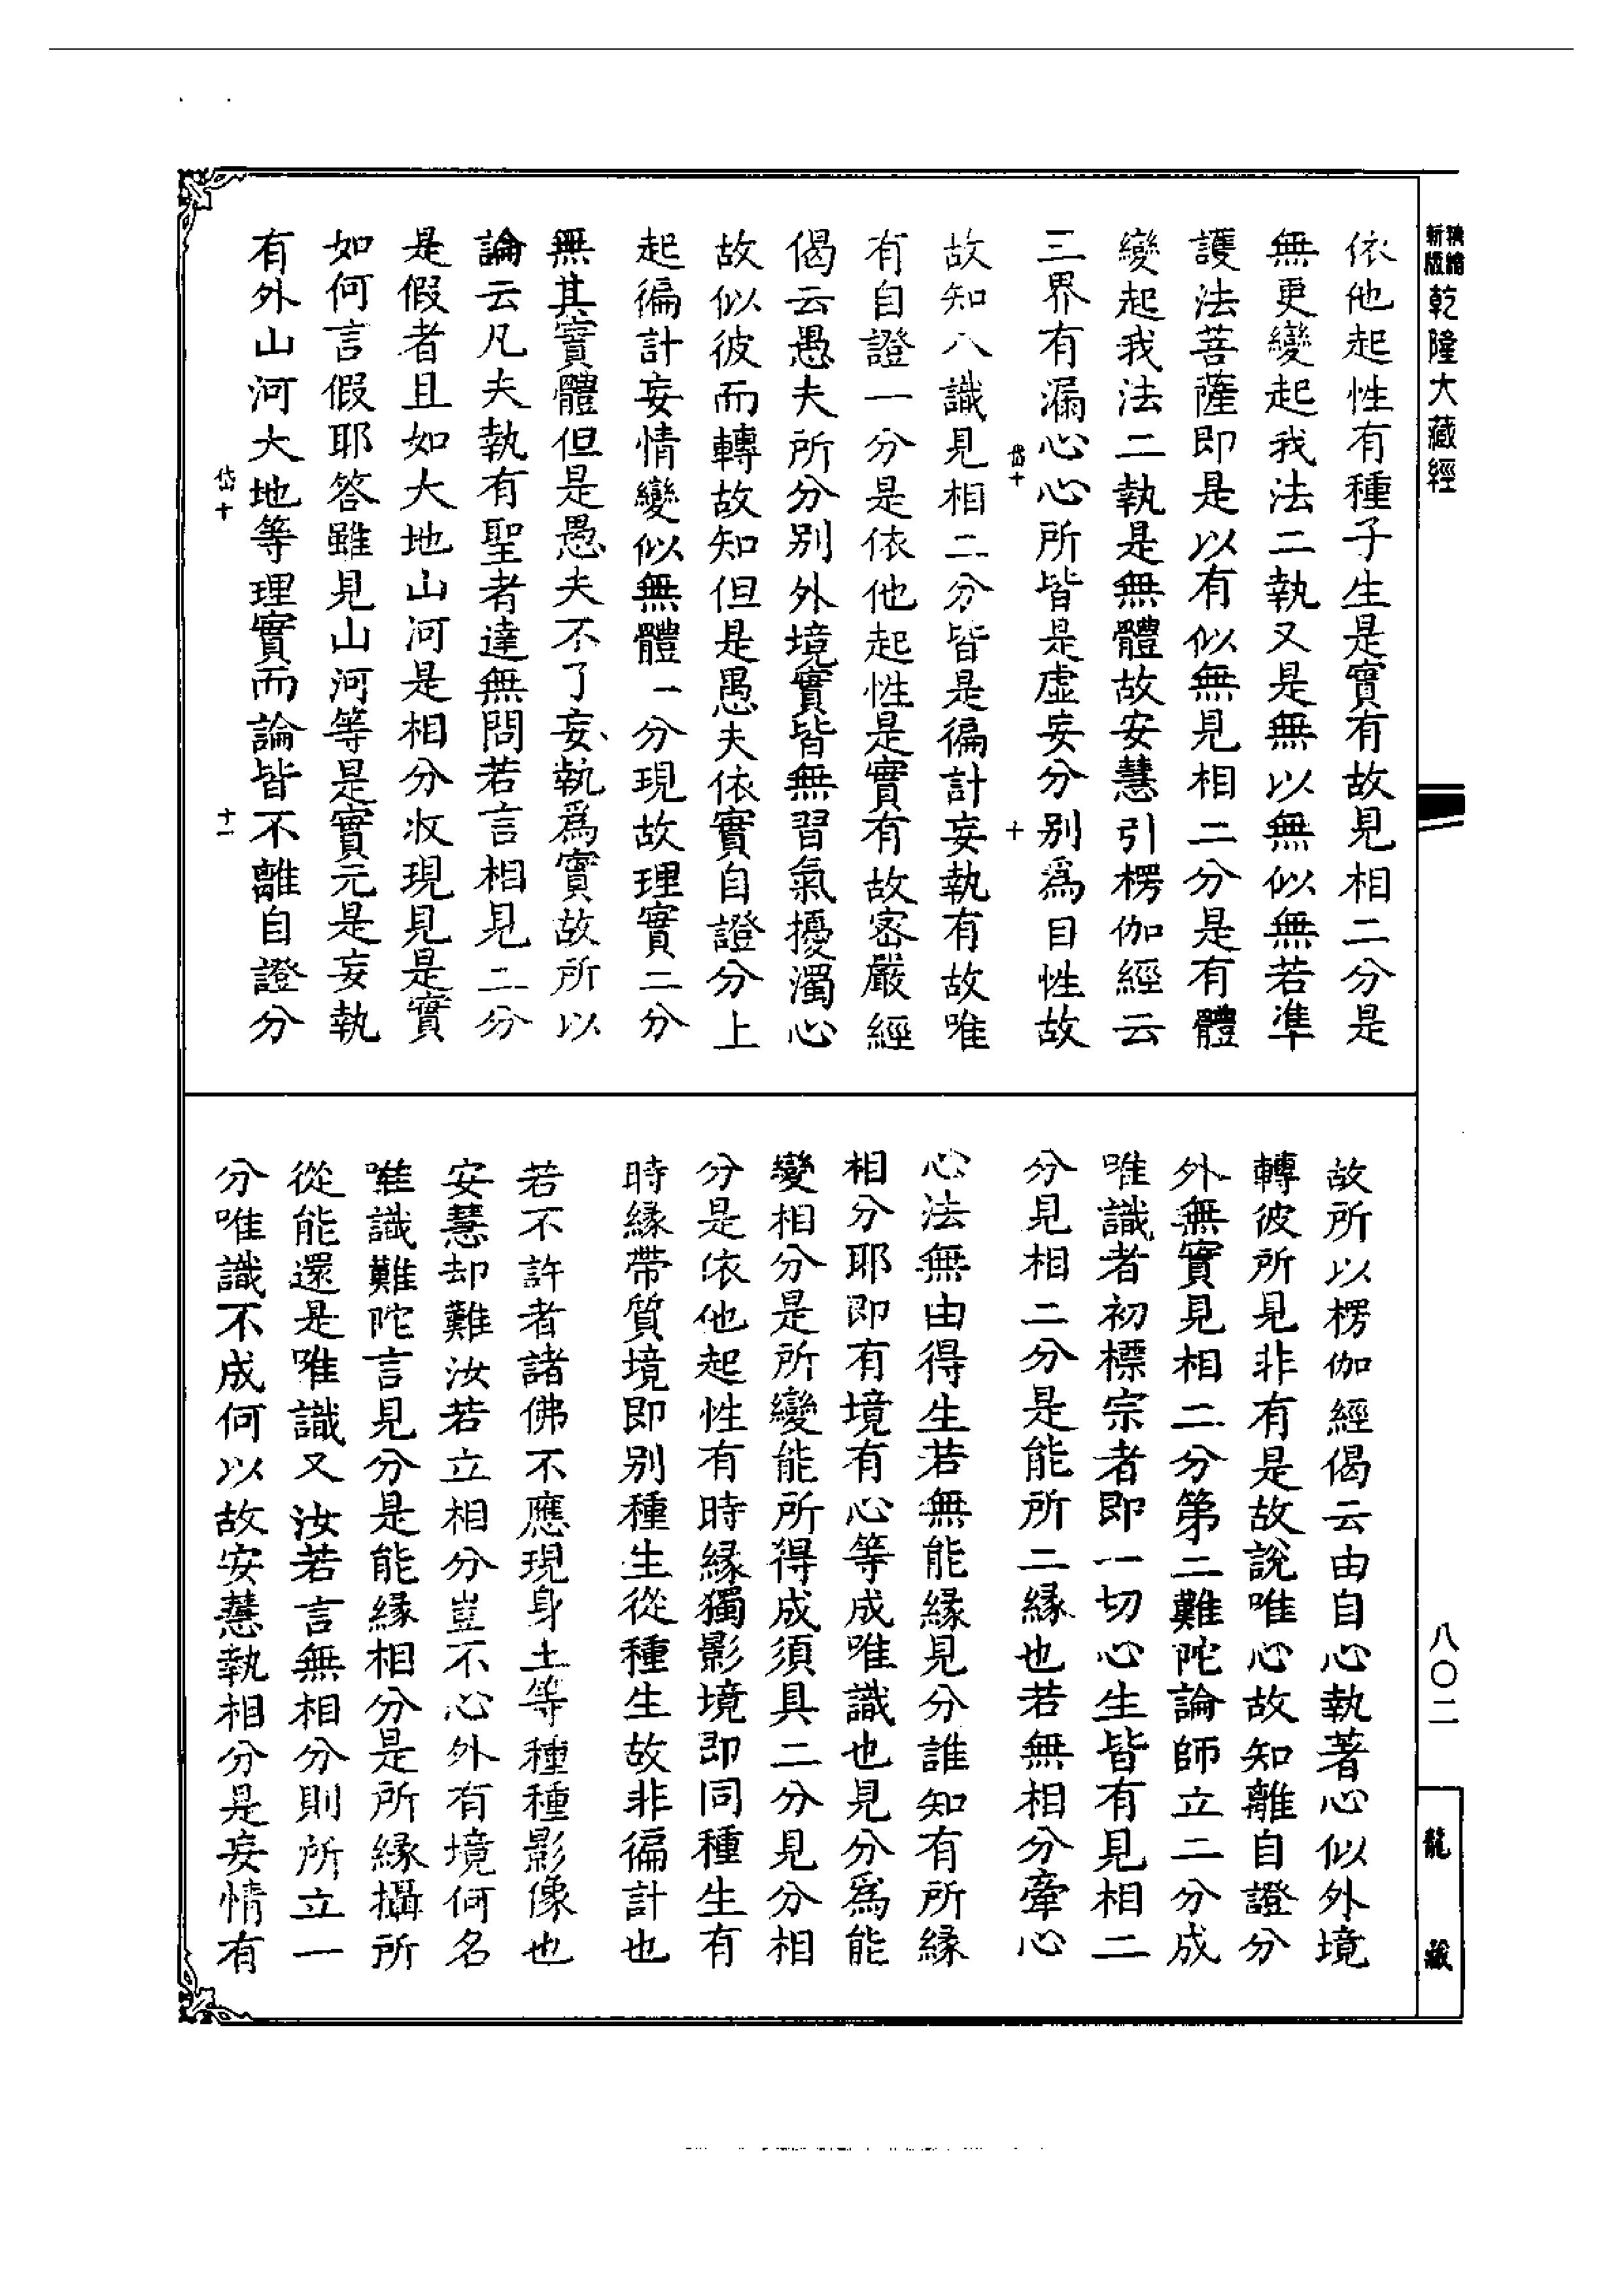 精縮新版乾隆大藏經
依他起性有種子生是實有故見相二分是
無更變起我法二執又是無以無似無若準
護法菩薩即是以有似無見相二分是有體
變起我法二執是無體故安慧引楞伽經云
三界有漏心心所皆是虛妄分別為自性故
岱十
十
故知八識見相二分皆是徧計妄執有故唯
有自證一分是依他起性是實有故密嚴經
偈云愚夫所分別外境實皆無習氣擾濁心
故似彼而轉故知但是愚夫依實自證分上
起徧計妄情變似無體一分現故理實二分
無其實體但是愚夫不了妄執為實故所以
論云凡夫執有聖者達無問若言相見二分
是假者且如大地山河是相分收現見是實
如何言假耶答雖見山河等是實元是妄執
有外山河大地等理實而論皆不離自證分
岱十
十一
故所以楞伽經偈云由自心執著心似外境
轉彼所見非有是故說唯心故知離自證分
外無實見相二分第二難陀論師立二分成
唯識者初標宗者即一切心生皆有見相二
分見相二分是能所二緣也若無相分牽心
心法無由得生若無能緣見分誰知有所緣
相分耶即有境有心等成唯識也見分為能
變相分是所變能所得成須具二分見分相
分是依他起性有時緣獨影境即同種生有
時緣帶質境即別種生從種生故非徧計也
若不許者諸佛不應現身土等種種影像也
安慧却難汝若立相分豈不心外有境何名
唯識難陀言見分是能緣相分是所緣攝所
從能還是唯識又汝若言無相分則所立一
分唯識不成何以故安慧執相分是妄情有
八〇二
龍藏